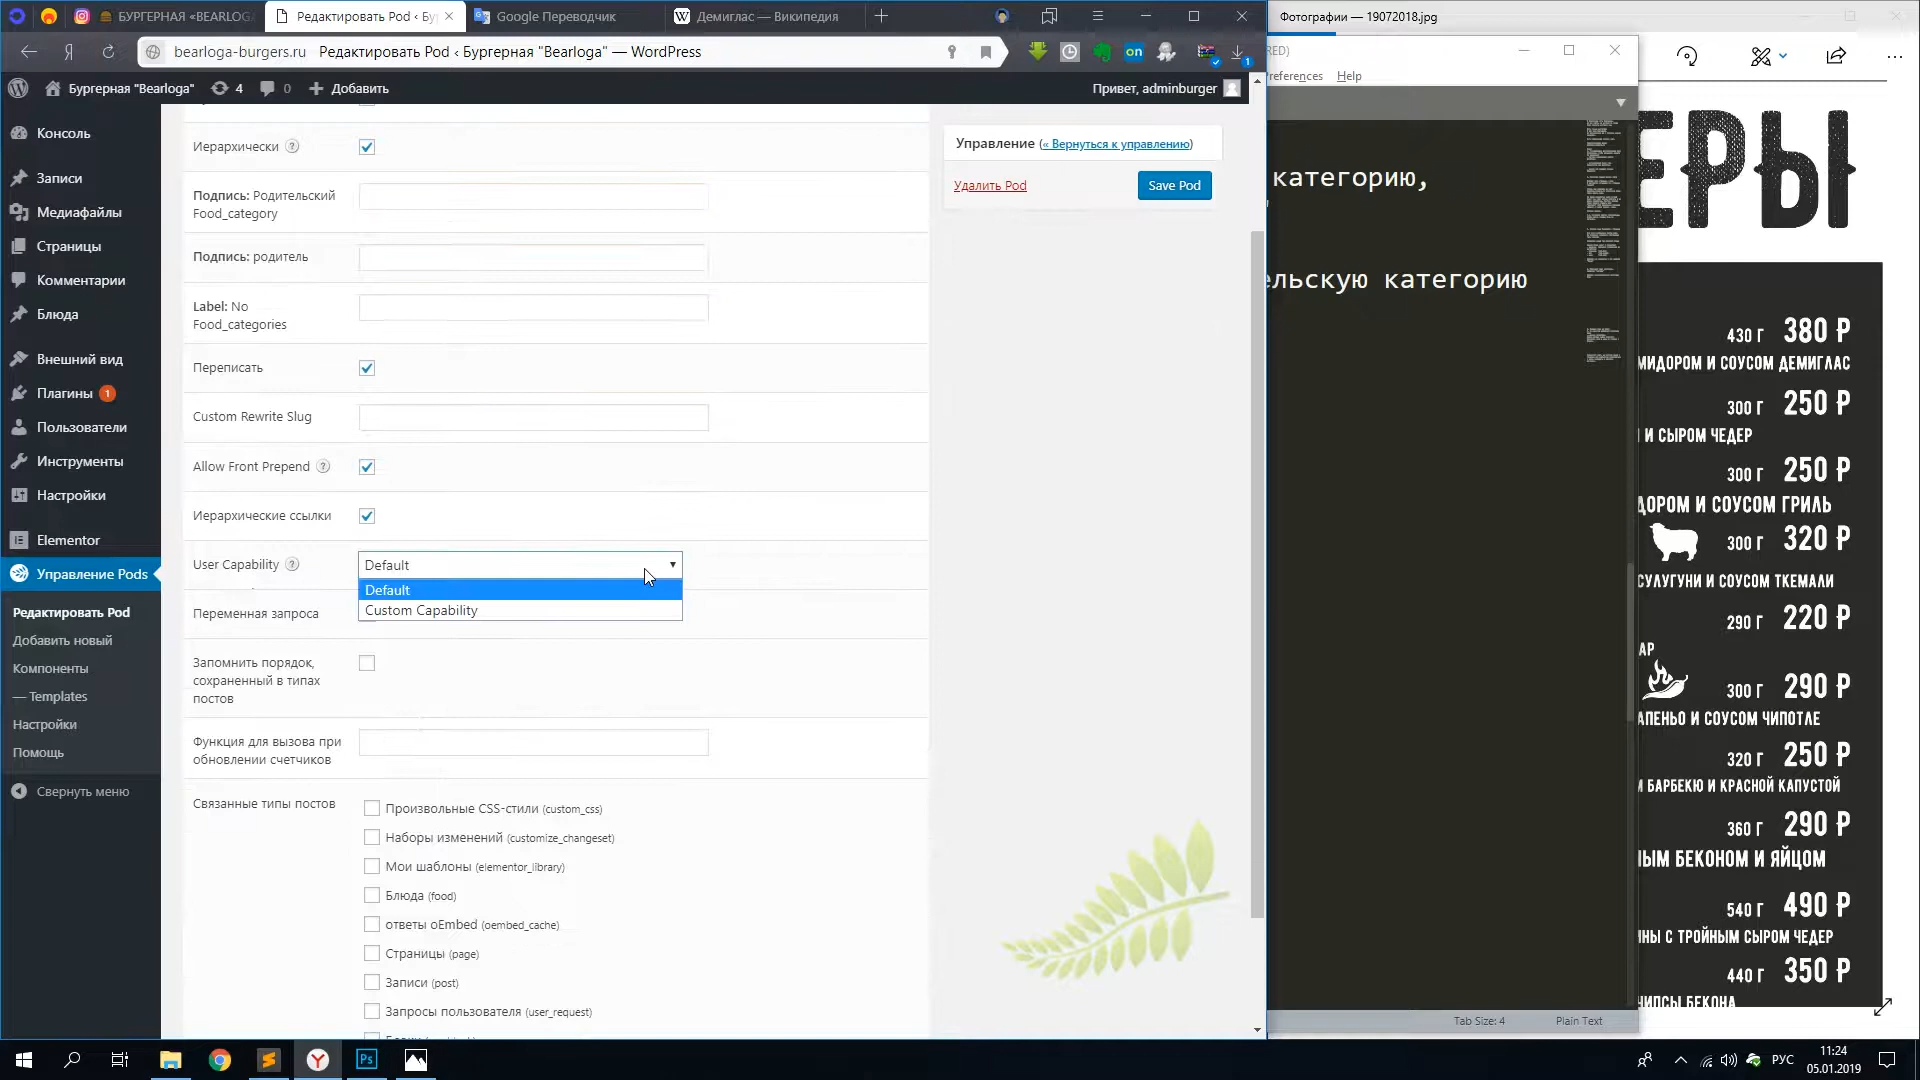 БУРГЕРНАЯ «BEARLOGA
Редактировать Pod ‹ Бу
Google Переводчик
Демиглас — Википедия
bearloga-burgers.ru
Редактировать Pod ‹ Бургерная "Bearloga" — WordPress
on
1
Бургерная "Bearloga"
4
0
Добавить
Привет, adminburger
Консоль
Записи
Медиафайлы
Страницы
Комментарии
Блюда
Внешний вид
Плагины 1
Пользователи
Инструменты
Настройки
Elementor
Управление Pods
Редактировать Pod
Добавить новый
Компоненты
— Templates
Настройки
Помощь
Свернуть меню
Иерархически
Подпись: Родительский
Food_category
Подпись: родитель
Label: No
Food_categories
Переписать
Custom Rewrite Slug
Allow Front Prepend
Иерархические ссылки
User Capability
Default
Default
Custom Capability
Переменная запроса
Запомнить порядок,
сохраненный в типах
постов
Функция для вызова при
обновлении счетчиков
Связанные типы постов
Произвольные CSS-стили (custom_css)
Наборы изменений (customize_changeset)
Мои шаблоны (elementor_library)
Блюда (food)
ответы oEmbed (oembed_cache)
Страницы (page)
Записи (post)
Запросы пользователя (user_request)
Управление (« Вернуться к управлению)
Удалить Pod
Save Pod
Фотографии — 19072018.jpg
RED)
references
Help
категорию,
ельскую категорию
Tab Size: 4
Plain Text
ЕРЫ
430 Г 380 ₽
МИДОРОМ И СОУСОМ ДЕМИГЛАС
300 Г 250 ₽
И СЫРОМ ЧЕДЕР
300 Г 250 ₽
ДОРОМ И СОУСОМ ГРИЛЬ
300 Г 320 ₽
СУЛУГУНИ И СОУСОМ ТКЕМАЛИ
290 Г 220 ₽
АР
300 Г 290 ₽
АПЕНЬО И СОУСОМ ЧИПОТЛЕ
320 Г 250 ₽
И БАРБЕКЮ И КРАСНОЙ КАПУСТОЙ
360 Г 290 ₽
НЫМ БЕКОНОМ И ЯЙЦОМ
540 Г 490 ₽
ИНЫ С ТРОЙНЫМ СЫРОМ ЧЕДЕР
440 Г 350 ₽
ЧИПСЫ БЕКОНА
Ps
РУС
11:24
05.01.2019